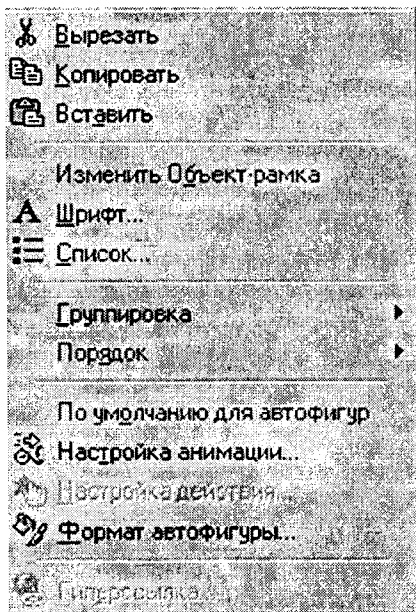 Вырезать
Копировать
Вставить
Изменить Объект-рамка
Шрифт...
Список...
Группировка
Порядок
По умолчанию для автофигур
Настройка анимации...
Настройка действия...
Формат автофигуры...
Гиперссылка...